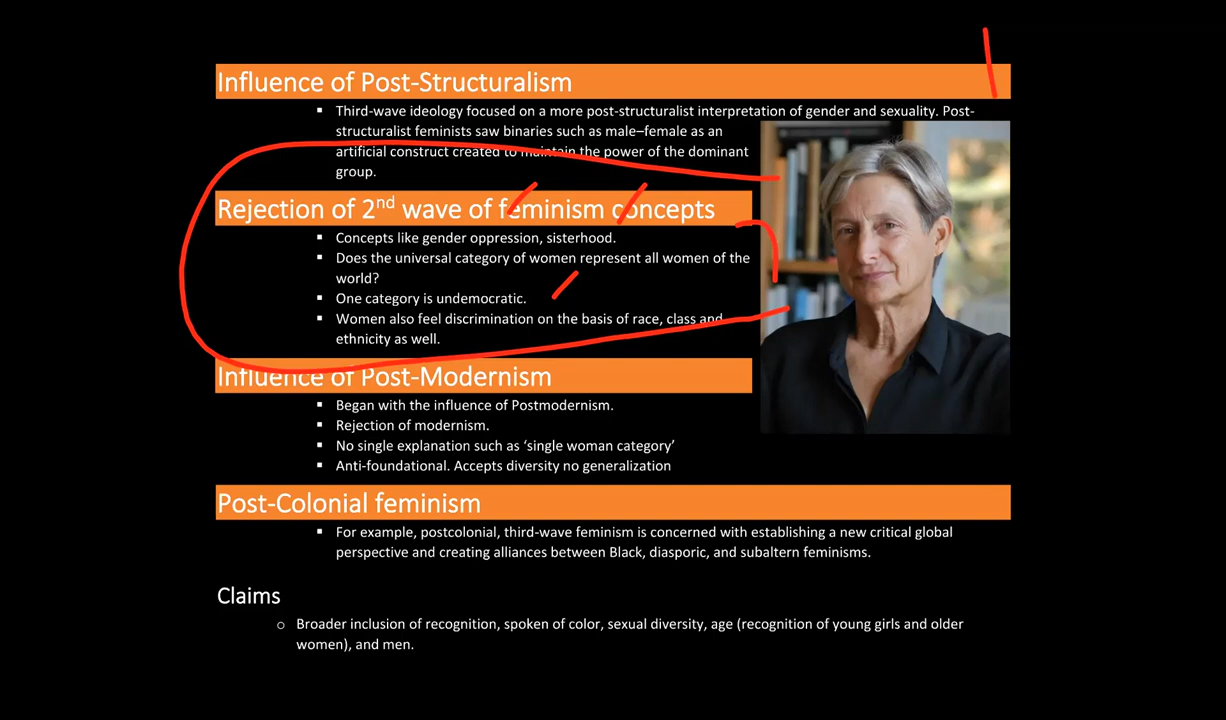 Influence of Post-Structuralism
▪ Third-wave ideology focused on a more post-structuralist interpretation of gender and sexuality. Post-
structuralist feminists saw binaries such as male–female as an
artificial construct created to maintain the power of the dominant
group.
Rejection of 2nd wave of feminism concepts
▪ Concepts like gender oppression, sisterhood.
▪ Does the universal category of women represent all women of the
world?
▪ One category is undemocratic.
▪ Women also feel discrimination on the basis of race, class and
ethnicity as well.
Influence of Post-Modernism
▪ Began with the influence of Postmodernism.
▪ Rejection of modernism.
▪ No single explanation such as ‘single woman category’
▪ Anti-foundational. Accepts diversity no generalization
Post-Colonial feminism
▪ For example, postcolonial, third-wave feminism is concerned with establishing a new critical global
perspective and creating alliances between Black, diasporic, and subaltern feminisms.
Claims
o Broader inclusion of recognition, spoken of color, sexual diversity, age (recognition of young girls and older
women), and men.